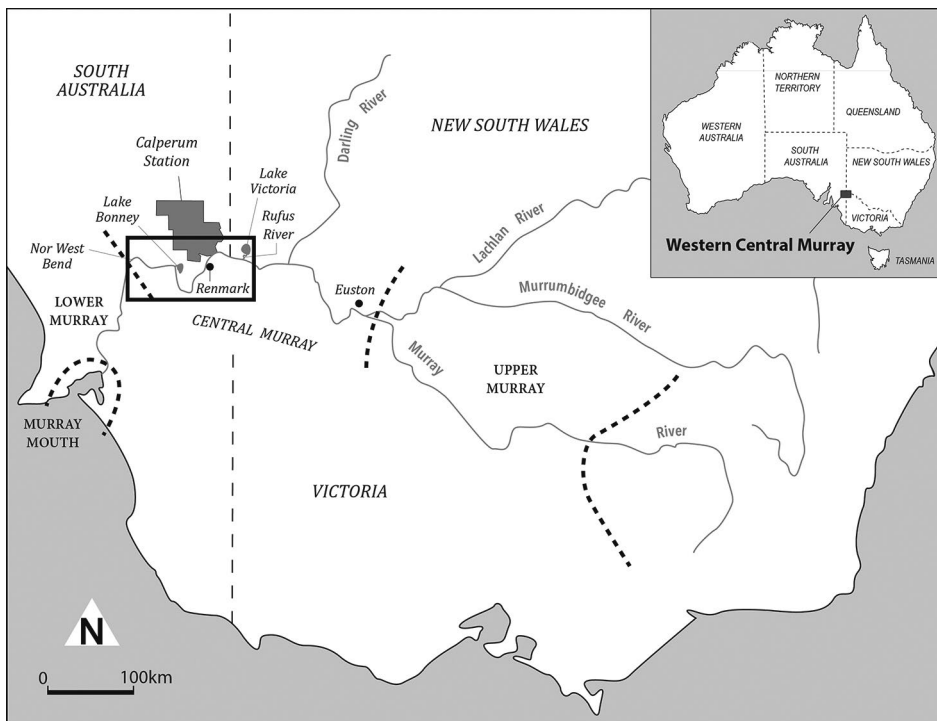 SOUTH
AUSTRALIA
Calperum
Station
Lake
Bonney
Nor West
Bend
Lake
Victoria
Rufus
River
Renmark
LOWER
MURRAY
MURRAY
MOUTH
CENTRAL MURRAY
Darling River
NEW SOUTH WALES
Lachlan River
Euston
Murrumbidgee
River
Murray
UPPER
MURRAY
River
VICTORIA
N
0 100km
WESTERN
AUSTRALIA
NORTHERN
TERRITORY
QUEENSLAND
SOUTH
AUSTRALIA
NEW SOUTH WALES
VICTORIA
Western Central Murray
TASMANIA